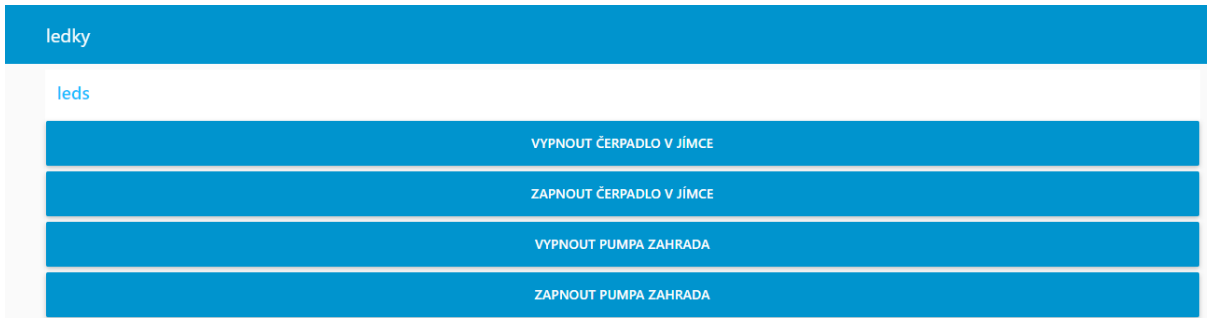 ledky
leds
VYPNOUT ČERPADLO V JÍMCE
ZAPNOUT ČERPADLO V JÍMCE
VYPNOUT PUMPA ZAHRADA
ZAPNOUT PUMPA ZAHRADA